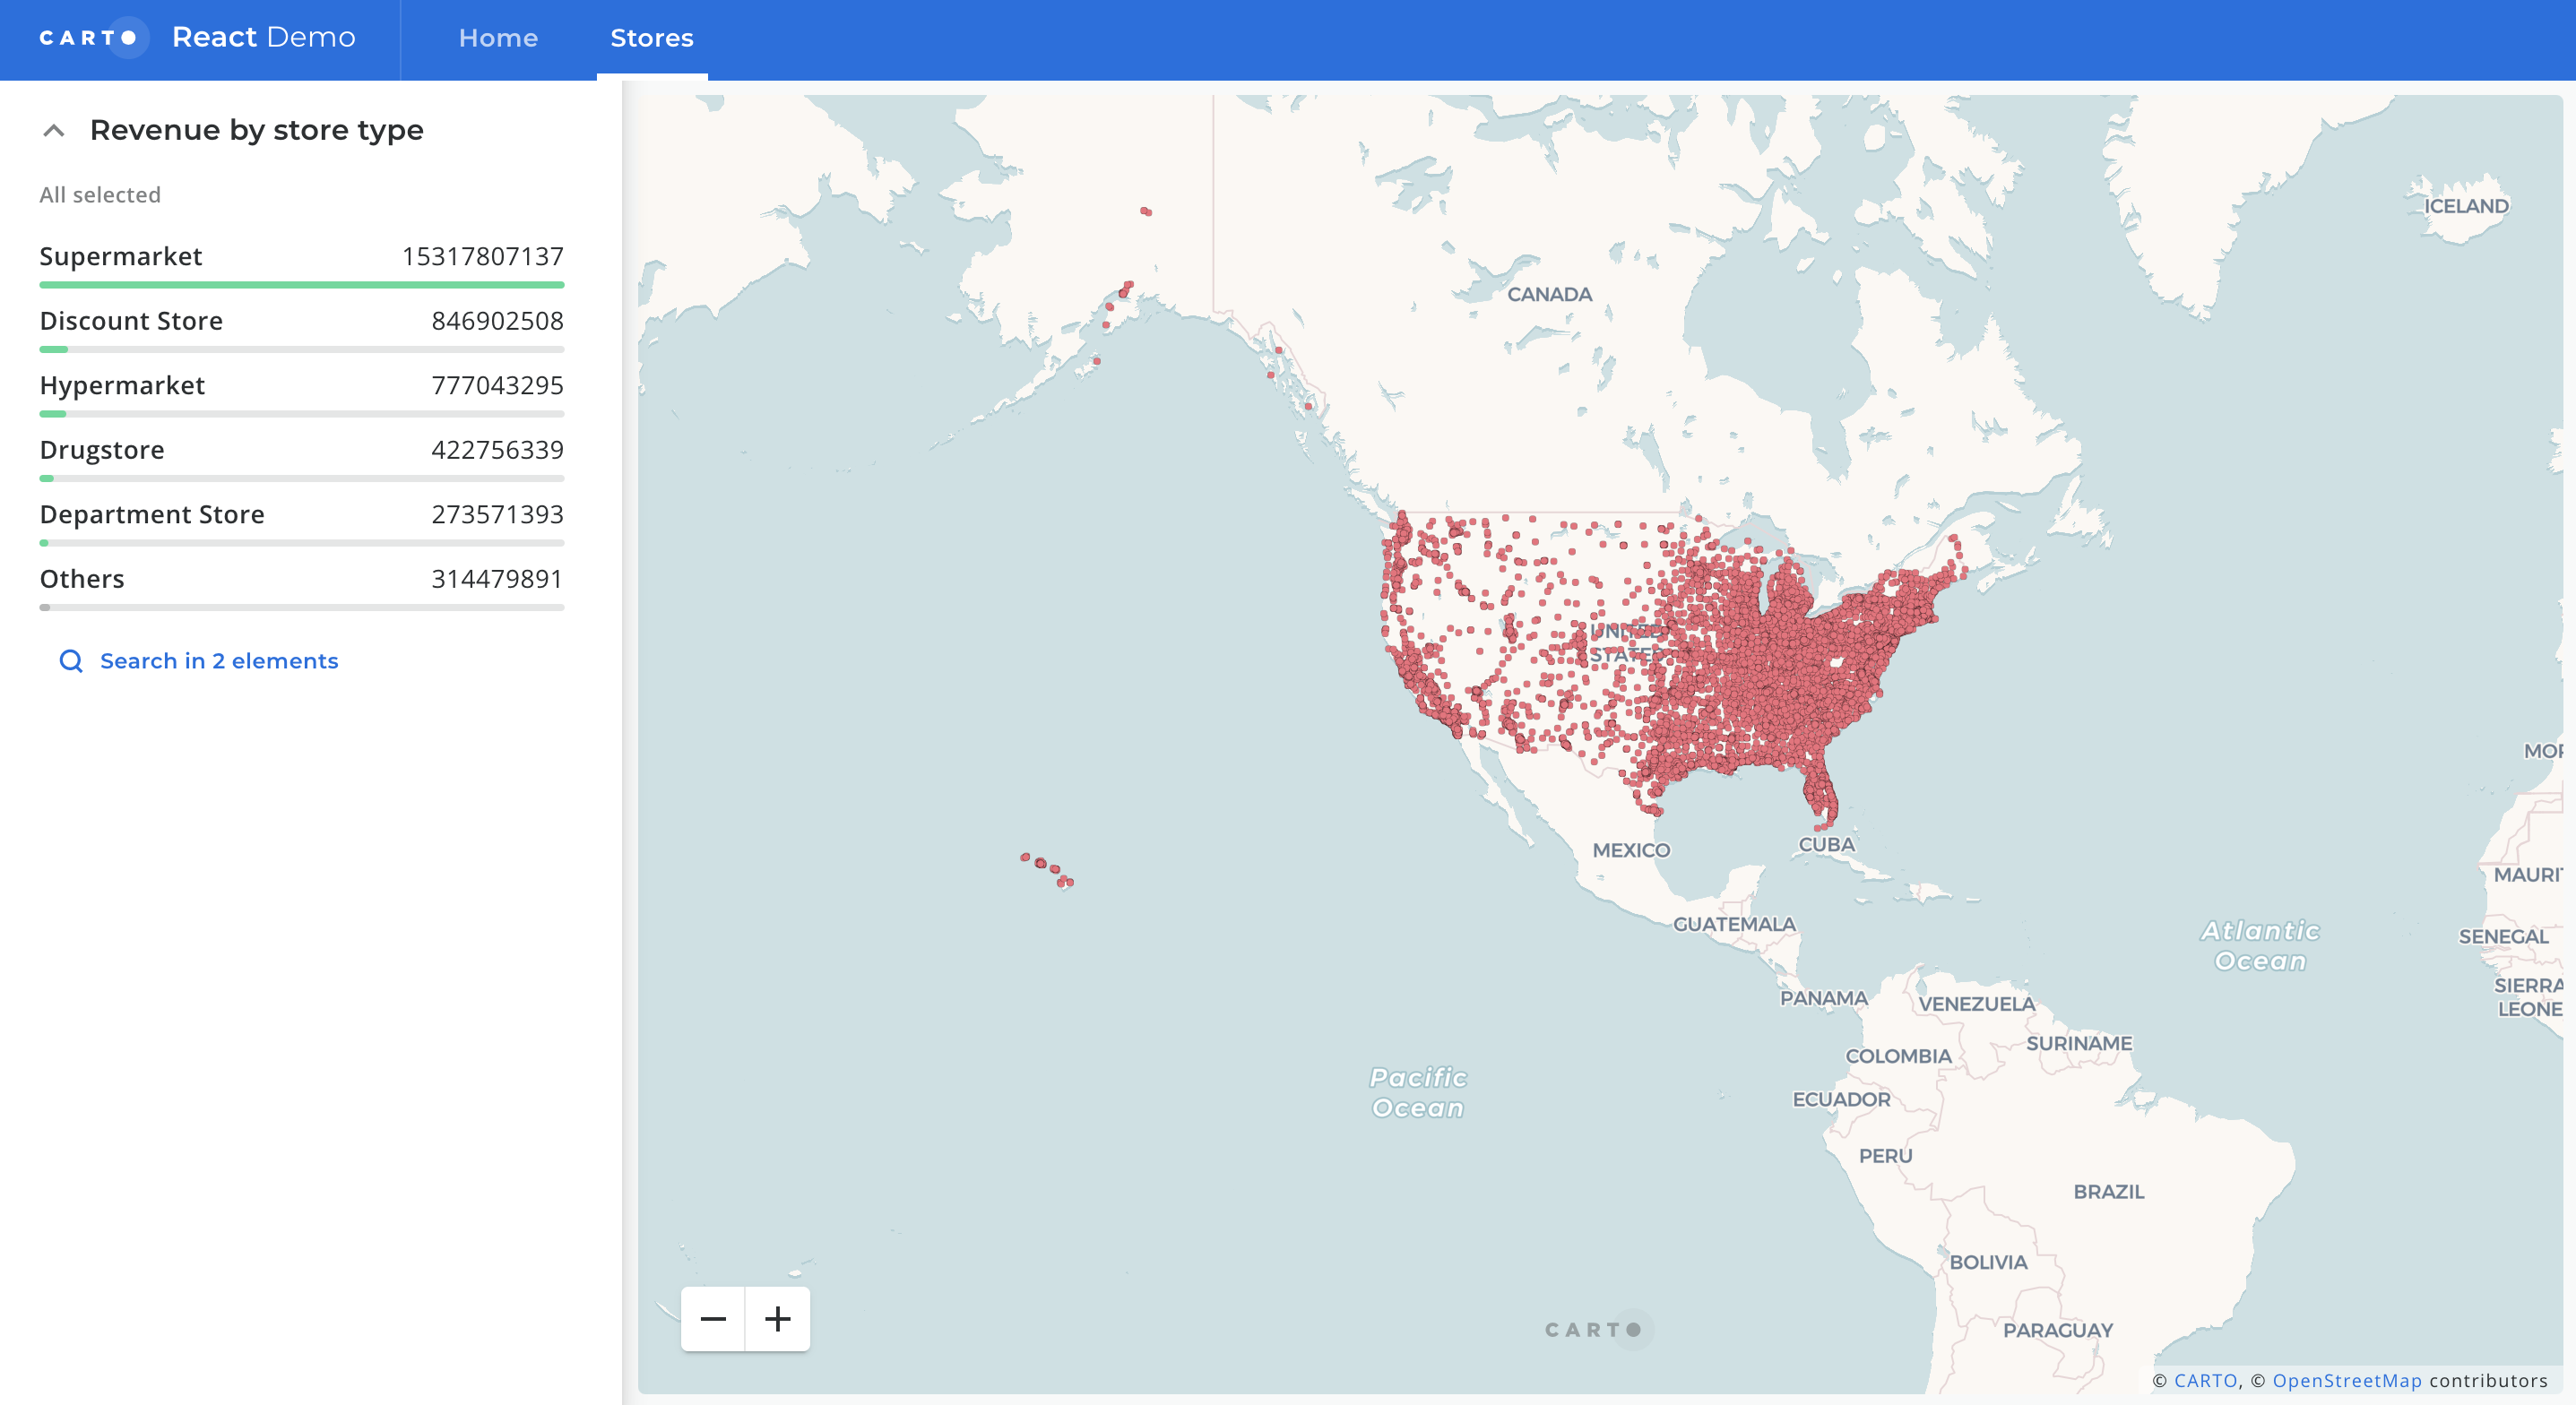 CARTO React Demo Home Stores
Revenue by store type
All selected
Supermarket 15317807137
Discount Store 846902508
Hypermarket 777043295
Drugstore 422756339
Department Store 273571393
Others 314479891
Search in 2 elements
ICELAND
CANADA
UNITED
STATES
MOR
MEXICO
CUBA
MAURIT
GUATEMALA
Atlantic
Ocean
SENEGAL
SIERRA
LEONE
PANAMA
VENEZUELA
SURINAME
COLOMBIA
Pacific
Ocean
ECUADOR
PERU
BRAZIL
BOLIVIA
− +
CARTO
PARAGUAY
© CARTO, © OpenStreetMap contributors